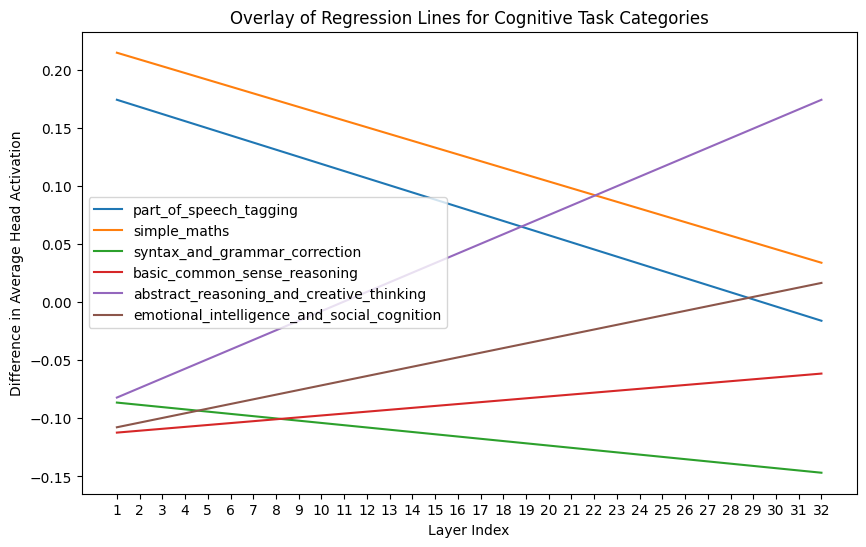 Overlay of Regression Lines for Cognitive Task Categories
Difference in Average Head Activation
0.20
0.15
0.10
0.05
0.00
−0.05
−0.10
−0.15
part_of_speech_tagging
simple_maths
syntax_and_grammar_correction
basic_common_sense_reasoning
abstract_reasoning_and_creative_thinking
emotional_intelligence_and_social_cognition
1 2 3 4 5 6 7 8 9 10 11 12 13 14 15 16 17 18 19 20 21 22 23 24 25 26 27 28 29 30 31 32
Layer Index